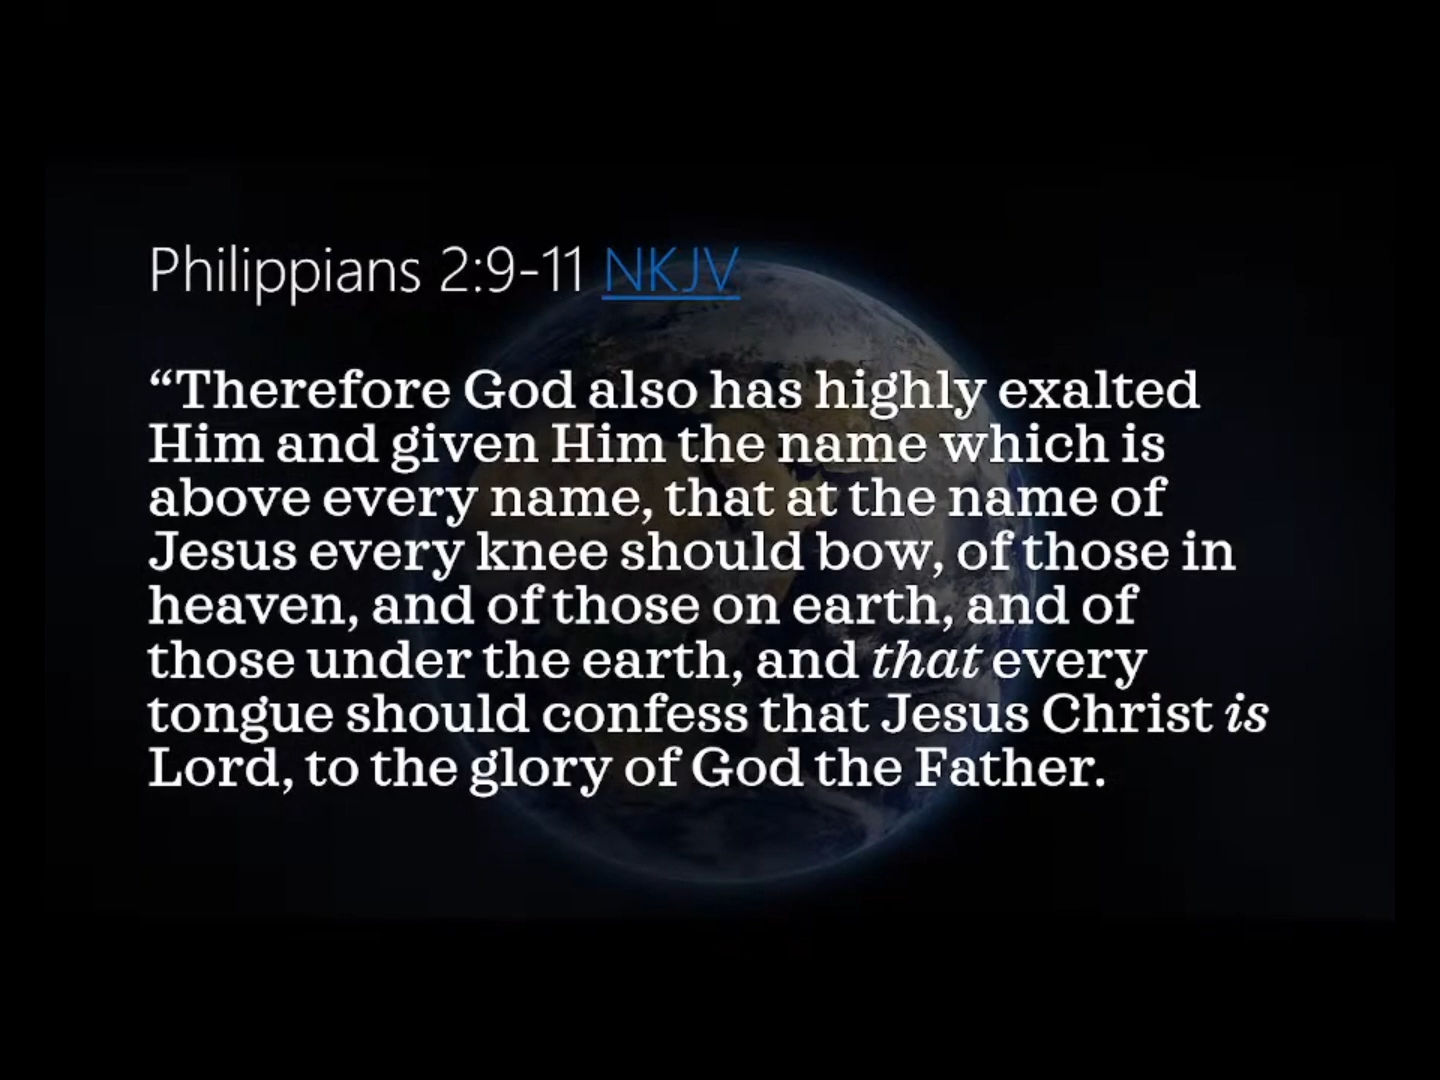 Philippians 2:9-11 NKJV
“Therefore God also has highly exalted
Him and given Him the name which is
above every name, that at the name of
Jesus every knee should bow, of those in
heaven, and of those on earth, and of
those under the earth, and that every
tongue should confess that Jesus Christ is
Lord, to the glory of God the Father.